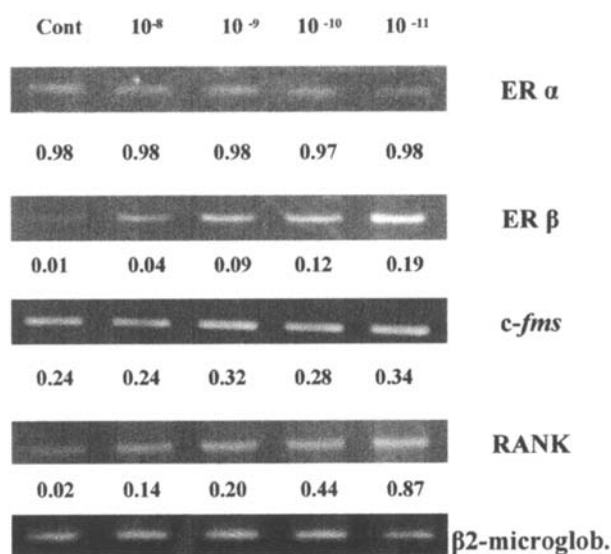 Cont 10⁻⁸ 10⁻⁹ 10⁻¹⁰ 10⁻¹¹
ER α
0.98 0.98 0.98 0.97 0.98
ER β
0.01 0.04 0.09 0.12 0.19
c-fms
0.24 0.24 0.32 0.28 0.34
RANK
0.02 0.14 0.20 0.44 0.87
β2-microglob.